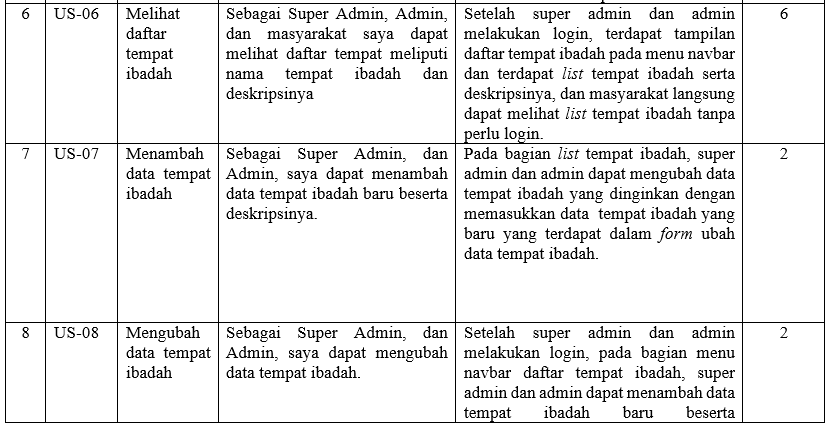 6 US-06 Melihat daftar tempat ibadah
Sebagai Super Admin, Admin,
dan masyarakat saya dapat
melihat daftar tempat meliputi
nama tempat ibadah dan
deskripsinya
Setelah super admin dan admin
melakukan login, terdapat tampilan
daftar tempat ibadah pada menu navbar
dan terdapat list tempat ibadah serta
deskripsinya, dan masyarakat langsung
dapat melihat list tempat ibadah tanpa
perlu login.
6
7 US-07 Menambah data tempat ibadah
Sebagai Super Admin, dan
Admin, saya dapat menambah
data tempat ibadah baru beserta
deskripsinya.
Pada bagian list tempat ibadah, super
admin dan admin dapat mengubah data
tempat ibadah yang dinginkan dengan
memasukkan data tempat ibadah yang
baru yang terdapat dalam form ubah
data tempat ibadah.
2
8 US-08 Mengubah data tempat ibadah
Sebagai Super Admin, dan
Admin, saya dapat mengubah
data tempat ibadah.
Setelah super admin dan admin
melakukan login, pada bagian menu
navbar daftar tempat ibadah, super
admin dan admin dapat menambah data
tempat ibadah baru beserta
2